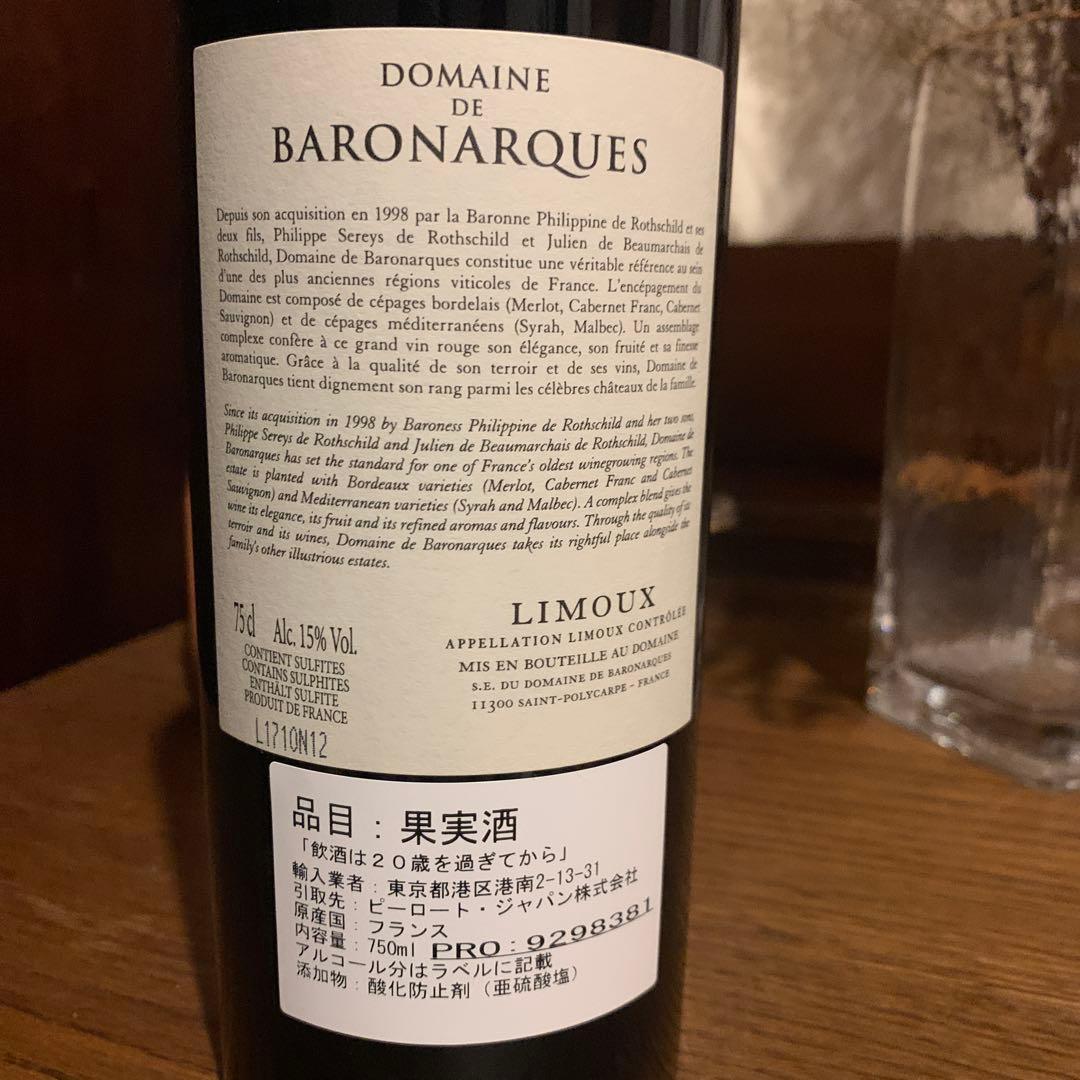 DOMAINE
DE
BARONARQUES
Depuis son acquisition en 1998 par la Baronne Philippine de Rothschild et ses
deux fils, Philippe Sereys de Rothschild et Julien de Beaumarchais de
Rothschild, Domaine de Baronarques constitue une véritable référence au sein
d'une des plus anciennes régions viticoles de France. L'encépagement du
Domaine est composé de cépages bordelais (Merlot, Cabernet Franc, Cabernet
Sauvignon) et de cépages méditerranéens (Syrah, Malbec). Un assemblage
complexe confère à ce grand vin rouge son élégance, son fruité et sa finesse
aromatique. Grâce à la qualité de son terroir et de ses vins, Domaine de
Baronarques tient dignement son rang parmi les célèbres châteaux de la famille.
Since its acquisition in 1998 by Baroness Philippine de Rothschild and her two sons,
Philippe Sereys de Rothschild and Julien de Beaumarchais de Rothschild, Domaine de
Baronarques has set the standard for one of France's oldest winegrowing regions. The
estate is planted with Bordeaux varieties (Merlot, Cabernet Franc and Cabernet
Sauvignon) and Mediterranean varieties (Syrah and Malbec). A complex blend gives the
wine its elegance, its fruit and its refined aromas and flavours. Through the quality of its
terroir and its wines, Domaine de Baronarques takes its rightful place alongside the
family's other illustrious estates.
75cl Alc. 15% Vol.
CONTIENT SULFITES
CONTAINS SULPHITES
ENTHÄLT SULFITE
PRODUIT DE FRANCE
L1710N12
LIMOUX
APPELLATION LIMOUX CONTRÔLÉE
MIS EN BOUTEILLE AU DOMAINE
S.E. DU DOMAINE DE BARONARQUES
11300 SAINT-POLYCARPE - FRANCE
品目：果実酒
「飲酒は20歳を過ぎてから」
輸入業者：東京都港区港南2-13-31
引取先：ピーロート・ジャパン株式会社
原産国：フランス
内容量：750ml PRO：9298381
アルコール分はラベルに記載
添加物：酸化防止剤（亜硫酸塩）